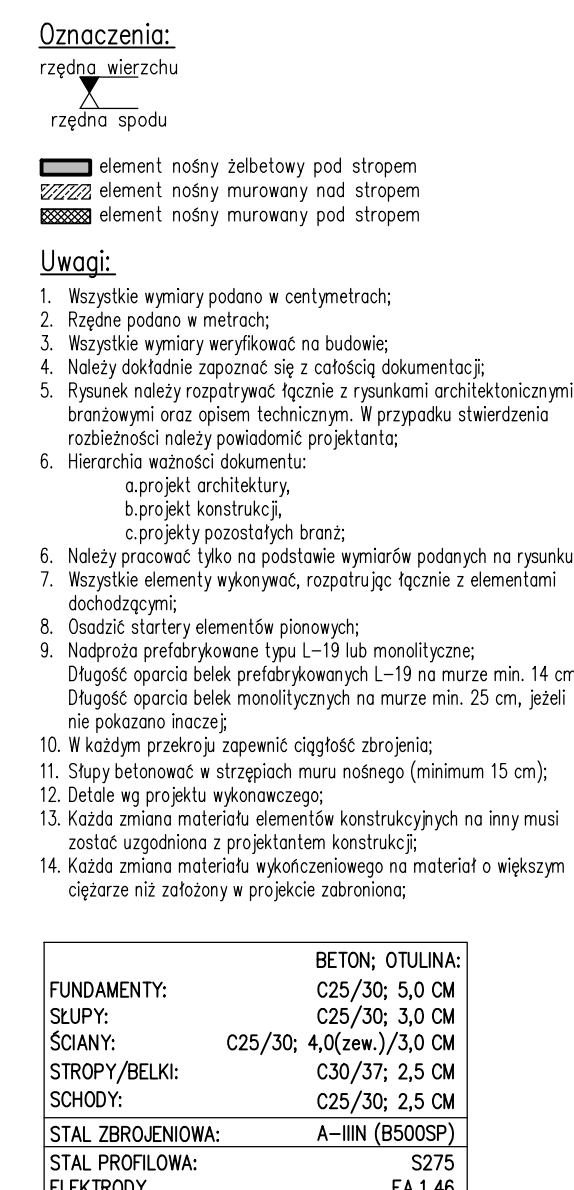 Oznaczenia:
rzędna wierzchu
rzędna spodu
element nośny żelbetowy pod stropem
element nośny murowany nad stropem
element nośny murowany pod stropem
Uwagi:
1. Wszystkie wymiary podano w centymetrach;
2. Rzędne podano w metrach;
3. Wszystkie wymiary weryfikować na budowie;
4. Należy dokładnie zapoznać się z całością dokumentacji;
5. Rysunek należy rozpatrywać łącznie z rysunkami architektonicznymi
branżowymi oraz opisem technicznym. W przypadku stwierdzenia
rozbieżności należy powiadomić projektanta;
6. Hierarchia ważności dokumentu:
a.projekt architektury,
b.projekt konstrukcji,
c.projekty pozostałych branż;
6. Należy pracować tylko na podstawie wymiarów podanych na rysunku
7. Wszystkie elementy wykonywać, rozpatrując łącznie z elementami
dochodzącymi;
8. Osadzić startery elementów pionowych;
9. Nadproża prefabrykowane typu L-19 lub monolityczne;
Długość oparcia belek prefabrykowanych L-19 na murze min. 14 cm
Długość oparcia belek monolitycznych na murze min. 25 cm, jeżeli
nie pokazano inaczej;
10. W każdym przekroju zapewnić ciągłość zbrojenia;
11. Słupy betonować w strzępiach muru nośnego (minimum 15 cm);
12. Detale wg projektu wykonawczego;
13. Każda zmiana materiału elementów konstrukcyjnych na inny musi
zostać uzgodniona z projektantem konstrukcji;
14. Każda zmiana materiału wykończeniowego na materiał o większym
ciężarze niż założony w projekcie zabroniona;
BETON; OTULINA:
FUNDAMENTY: C25/30; 5,0 CM
SŁUPY: C25/30; 3,0 CM
ŚCIANY: C25/30; 4,0(zew.)/3,0 CM
STROPY/BELKI: C30/37; 2,5 CM
SCHODY: C25/30; 2,5 CM
STAL ZBROJENIOWA: A-IIIN (B500SP)
STAL PROFILOWA: S275
ELEKTRODY EA 1.46